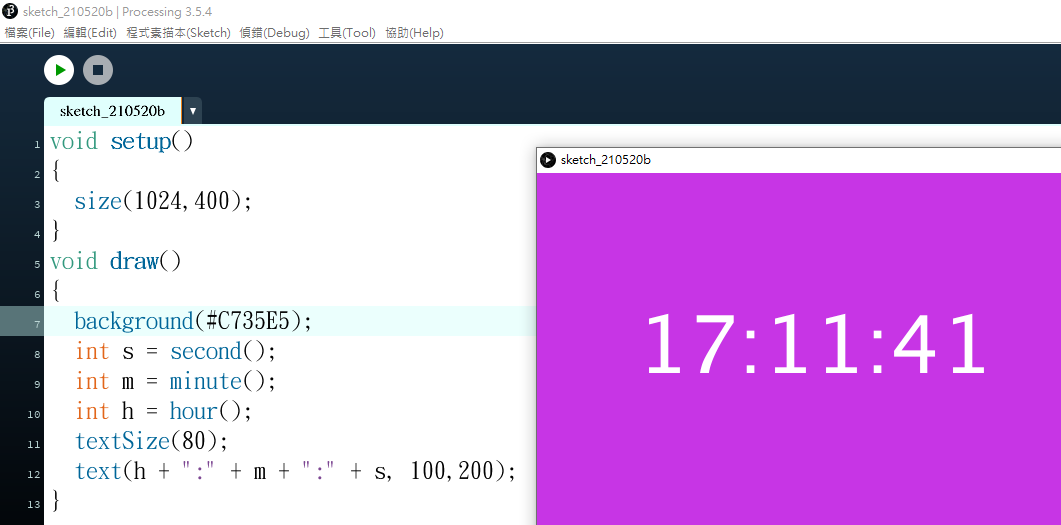 sketch_210520b | Processing 3.5.4
檔案(File) 編輯(Edit) 程式素描本(Sketch) 偵錯(Debug) 工具(Tool) 協助(Help)
sketch_210520b
1 void setup()
2 {
3 size(1024,400);
4 }
5 void draw()
6 {
7 background(#C735E5);
8 int s = second();
9 int m = minute();
10 int h = hour();
11 textSize(80);
12 text(h + ":" + m + ":" + s, 100,200);
13 }
sketch_210520b
17:11:41